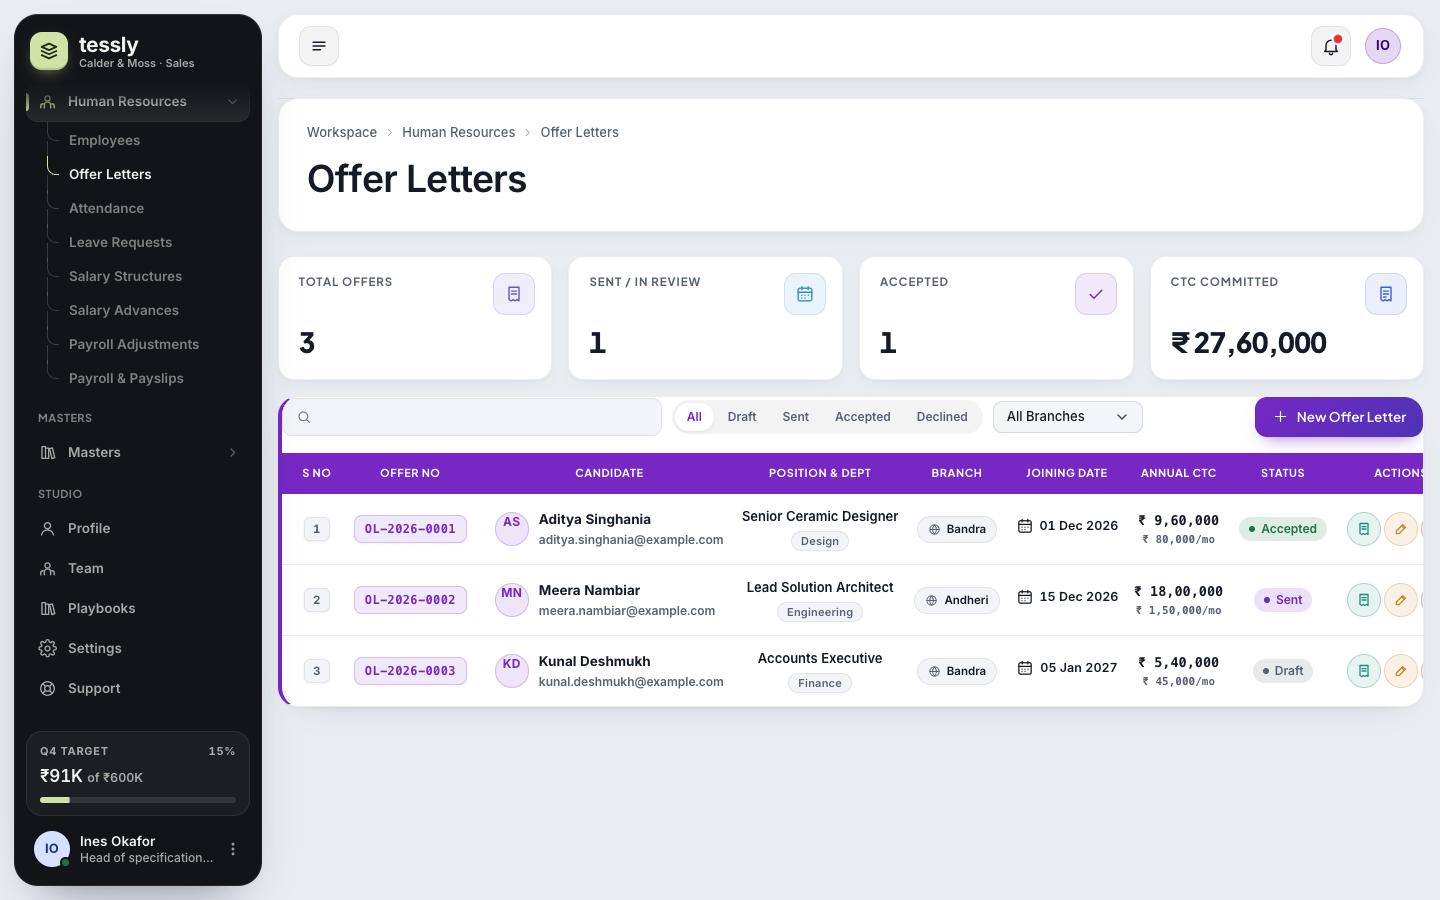 tessly
Calder & Moss · Sales
Human Resources
Employees
Offer Letters
Attendance
Leave Requests
Salary Structures
Salary Advances
Payroll Adjustments
Payroll & Payslips
MASTERS
Masters
STUDIO
Profile
Team
Playbooks
Settings
Support
Q4 TARGET 15%
₹91K of ₹600K
IO
Ines Okafor
Head of specification...
IO
Workspace > Human Resources > Offer Letters
Offer Letters
TOTAL OFFERS
3
SENT / IN REVIEW
1
ACCEPTED
1
CTC COMMITTED
₹27,60,000
All Draft Sent Accepted Declined
All Branches
New Offer Letter
S NO OFFER NO CANDIDATE POSITION & DEPT BRANCH JOINING DATE ANNUAL CTC STATUS ACTIONS
1 OL-2026-0001 AS Aditya Singhania Senior Ceramic Designer Bandra 01 Dec 2026 ₹ 9,60,000 Accepted
aditya.singhania@example.com Design ₹ 80,000/mo
2 OL-2026-0002 MN Meera Nambiar Lead Solution Architect Andheri 15 Dec 2026 ₹ 18,00,000 Sent
meera.nambiar@example.com Engineering ₹ 1,50,000/mo
3 OL-2026-0003 KD Kunal Deshmukh Accounts Executive Bandra 05 Jan 2027 ₹ 5,40,000 Draft
kunal.deshmukh@example.com Finance ₹ 45,000/mo